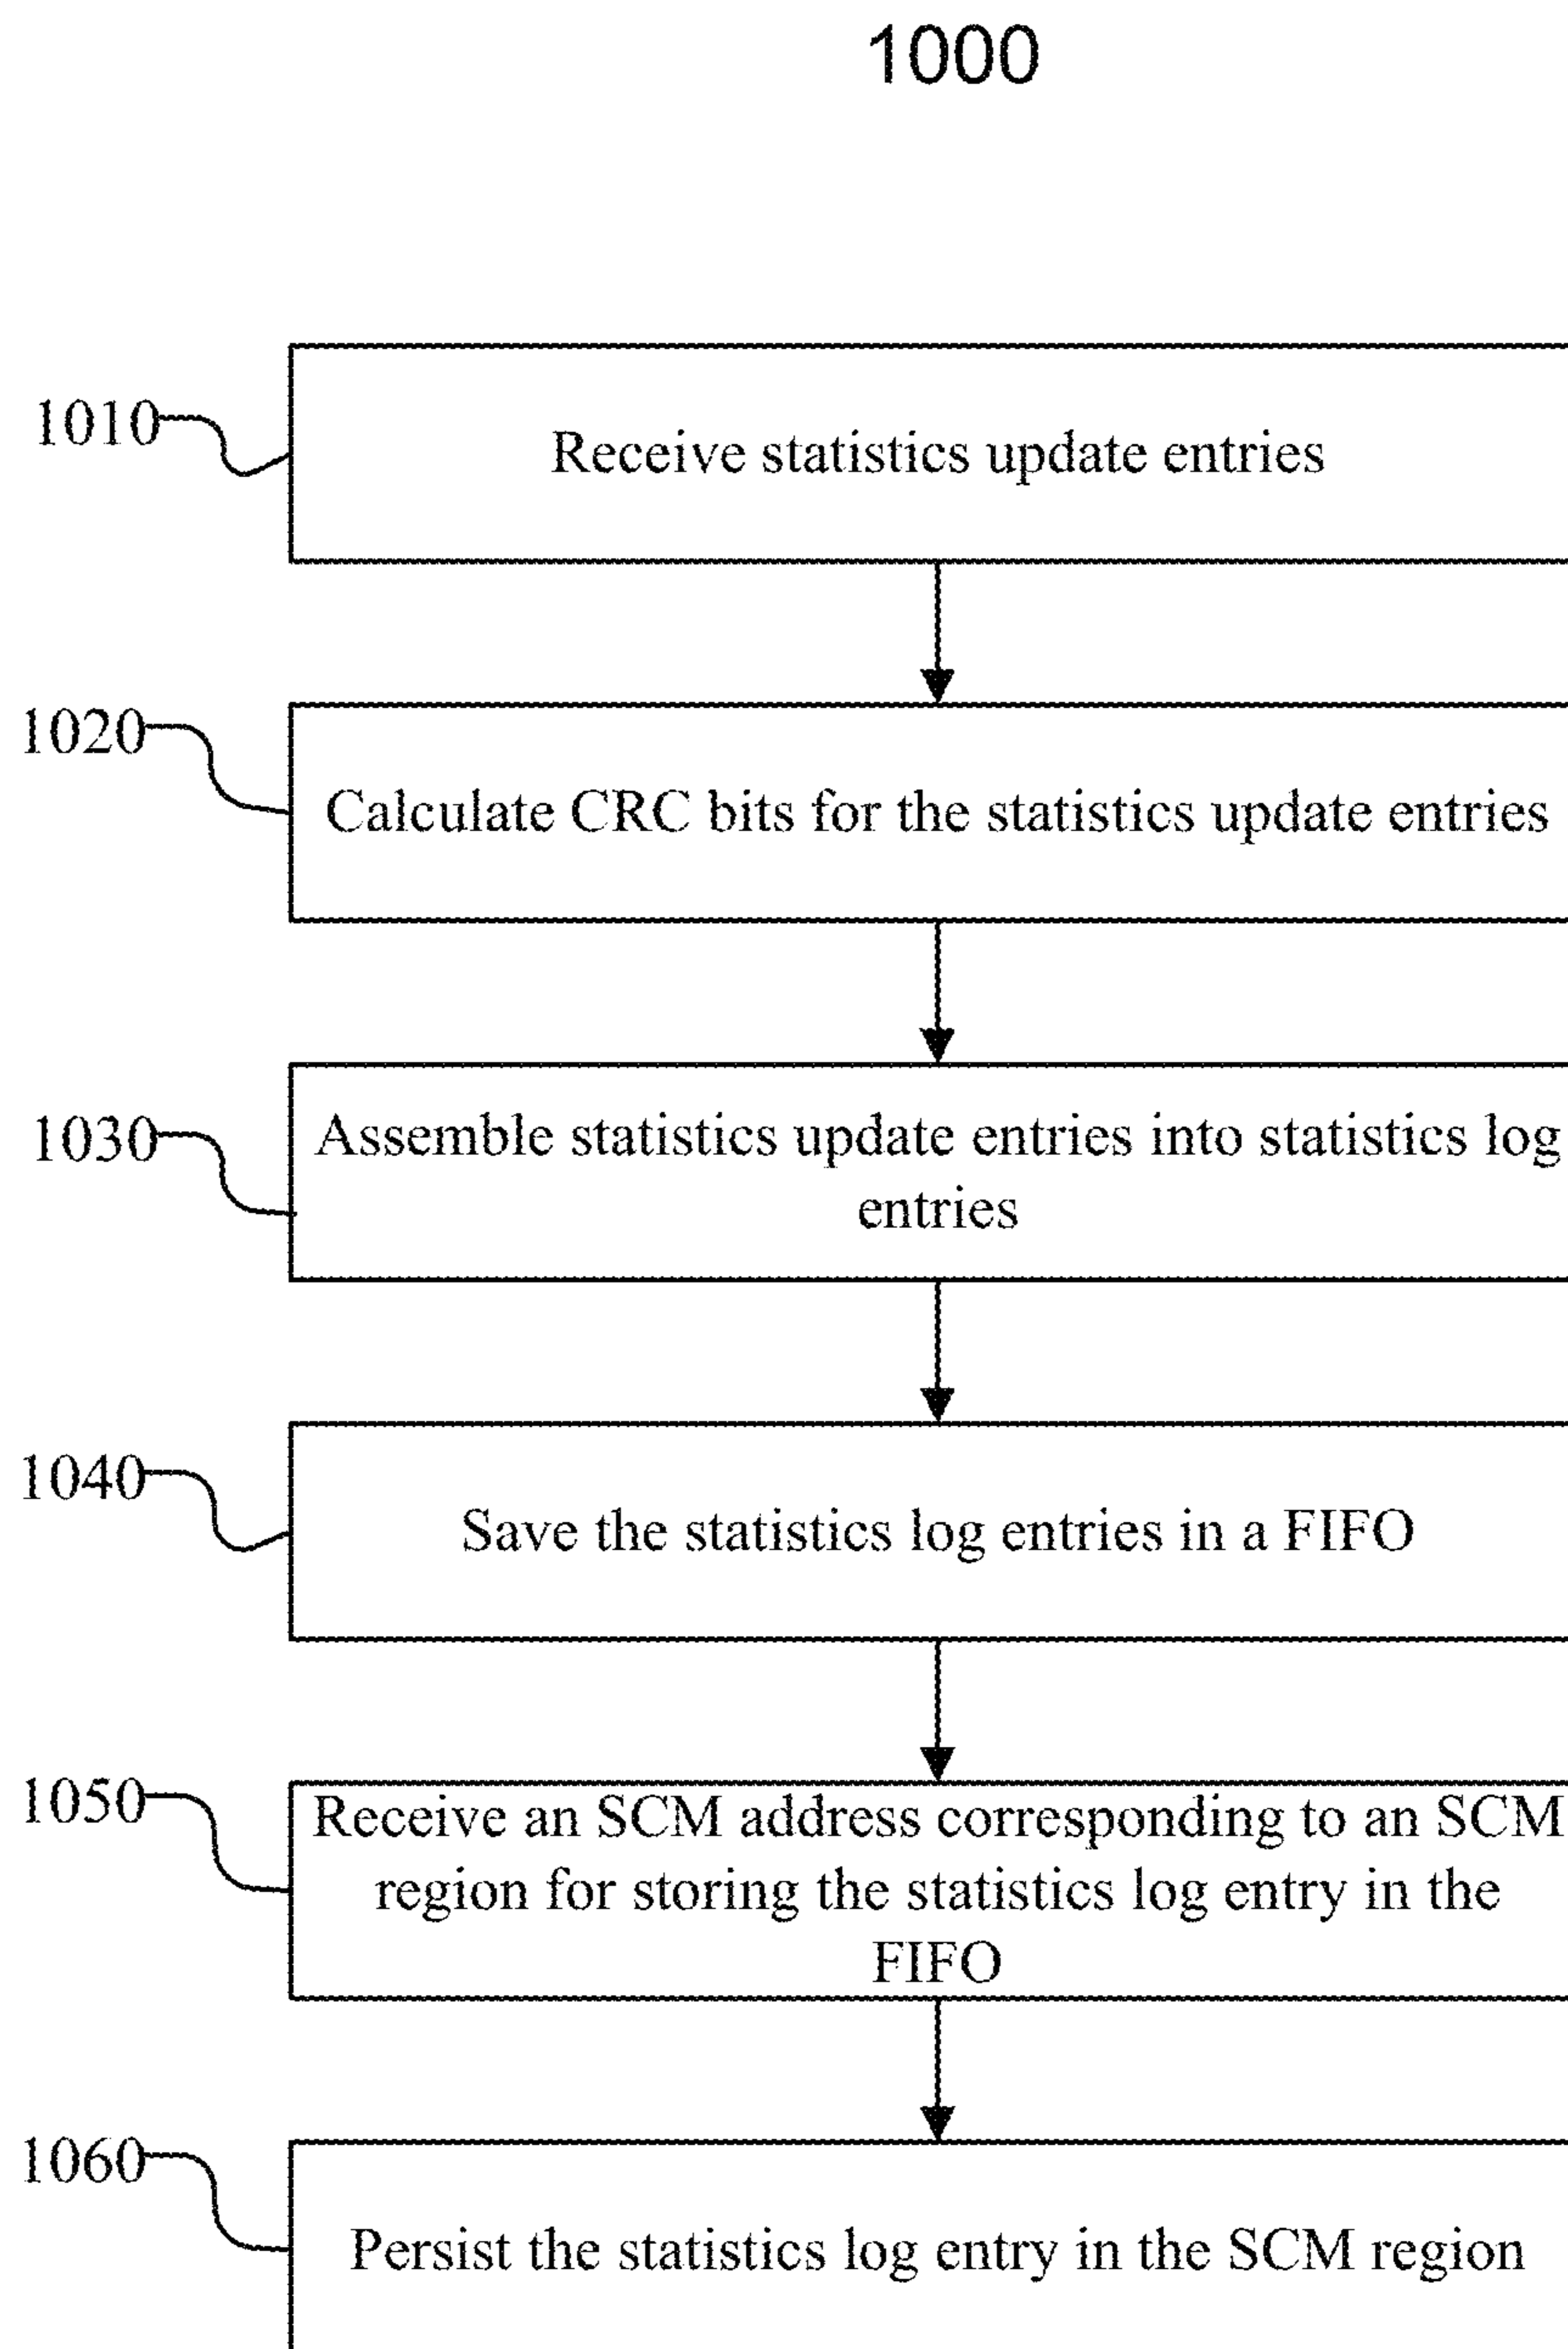 1000
1010
Receive statistics update entries
1020
Calculate CRC bits for the statistics update entries
1030
Assemble statistics update entries into statistics log
entries
1040
Save the statistics log entries in a FIFO
1050
Receive an SCM address corresponding to an SCM
region for storing the statistics log entry in the
FIFO
1060
Persist the statistics log entry in the SCM region